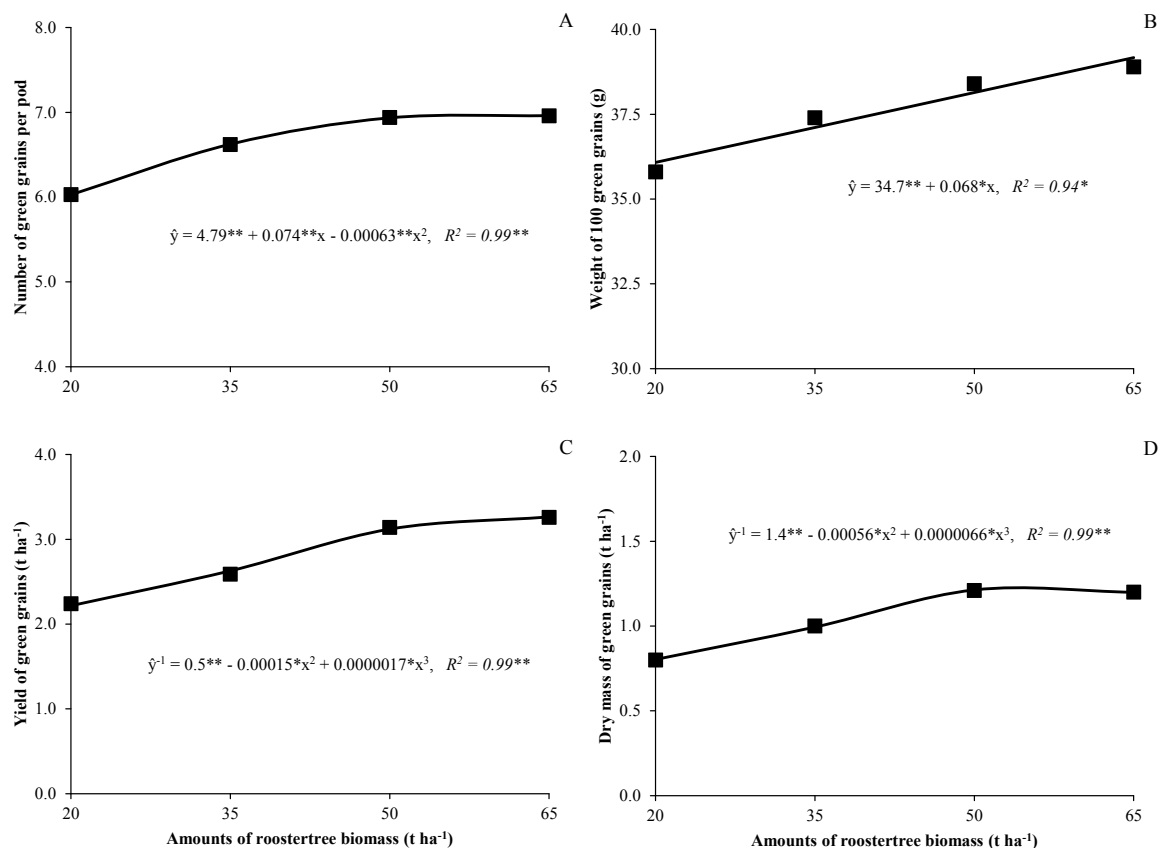 A
Number of green grains per pod
8.0
7.0
6.0
5.0
4.0
ŷ = 4.79** + 0.074**x - 0.00063**x², R² = 0.99**
20 35 50 65
B
Weight of 100 green grains (g)
40.0
37.5
35.0
32.5
30.0
ŷ = 34.7** + 0.068*x, R² = 0.94*
20 35 50 65
C
Yield of green grains (t ha⁻¹)
4.0
3.0
2.0
1.0
0.0
ŷ⁻¹ = 0.5** - 0.00015*x² + 0.0000017*x³, R² = 0.99**
20 35 50 65
Amounts of roostertree biomass (t ha⁻¹)
D
Dry mass of green grains (t ha⁻¹)
2.0
1.5
1.0
0.5
0.0
ŷ⁻¹ = 1.4** - 0.00056*x² + 0.0000066*x³, R² = 0.99**
20 35 50 65
Amounts of roostertree biomass (t ha⁻¹)